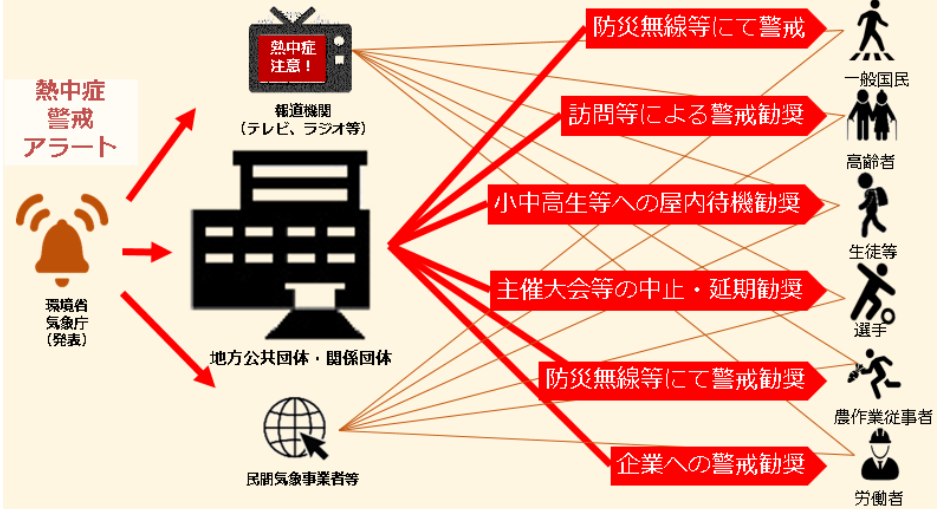 熱中症
警戒
アラート
環境省
気象庁
（発表）
熱中症
注意！
報道機関
（テレビ、ラジオ等）
地方公共団体・関係団体
民間気象事業者等
防災無線等にて警戒
訪問等による警戒勧奨
小中高生等への屋内待機勧奨
主催大会等の中止・延期勧奨
防災無線等にて警戒勧奨
企業への警戒勧奨
一般国民
高齢者
生徒等
選手
農作業従事者
労働者